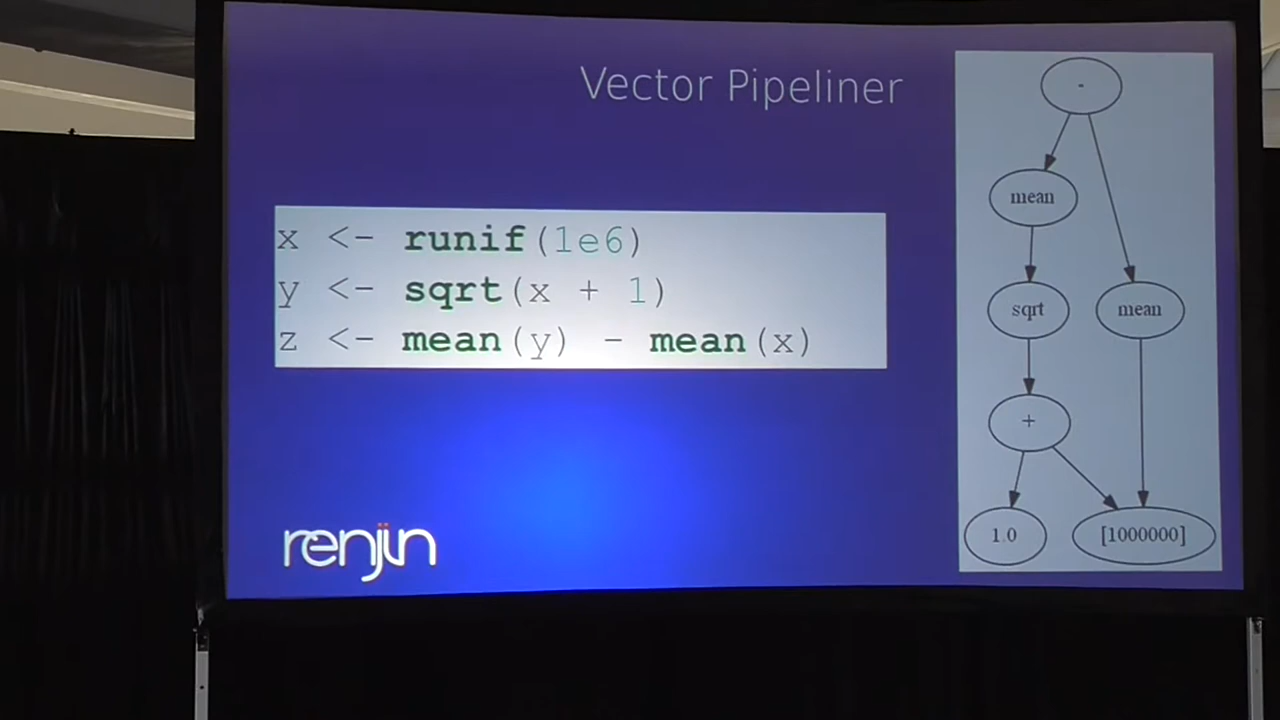 Vector Pipeliner
x <- runif(1e6)
y <- sqrt(x + 1)
z <- mean(y) - mean(x)
renjin
-
mean
sqrt
mean
+
1.0
[1000000]